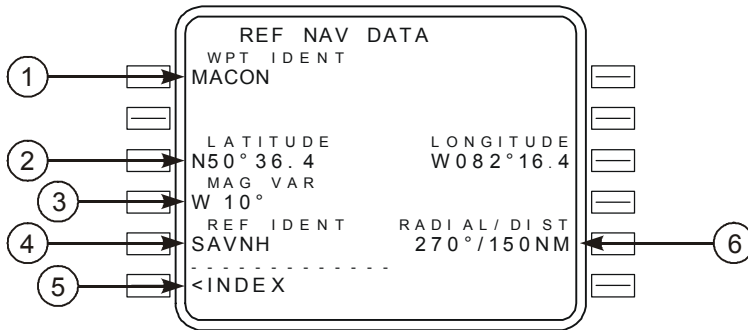 REF NAV DATA
WPT IDENT
1 MACON
LATITUDE LONGITUDE
2 N50°36.4 W082°16.4
MAG VAR
3 W 10°
REF IDENT RADIAL/DIST
4 SAVNH 270°/150NM 6
- - - - - - - - - - - - -
5 <INDEX